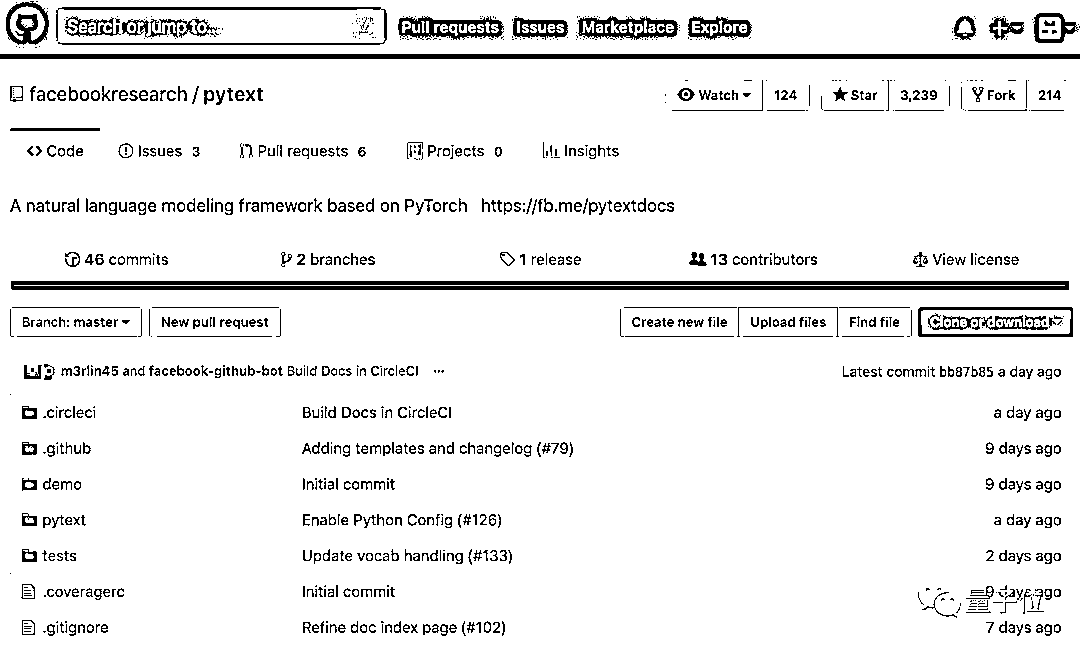 Search or jump to... Pull requests Issues Marketplace Explore
facebookresearch / pytext Watch 124 Star 3,239 Fork 214
Code Issues 3 Pull requests 6 Projects 0 Insights
A natural language modeling framework based on PyTorch https://fb.me/pytextdocs
46 commits 2 branches 1 release 13 contributors View license
Branch: master New pull request Create new file Upload files Find file Clone or download
m3rlin45 and facebook-github-bot Build Docs in CircleCI ... Latest commit bb87b85 a day ago
.circleci Build Docs in CircleCI a day ago
.github Adding templates and changelog (#79) 9 days ago
demo Initial commit 9 days ago
pytext Enable Python Config (#126) a day ago
tests Update vocab handling (#133) 2 days ago
.coveragerc Initial commit 9 days ago
量子位
.gitignore Refine doc index page (#102) 7 days ago